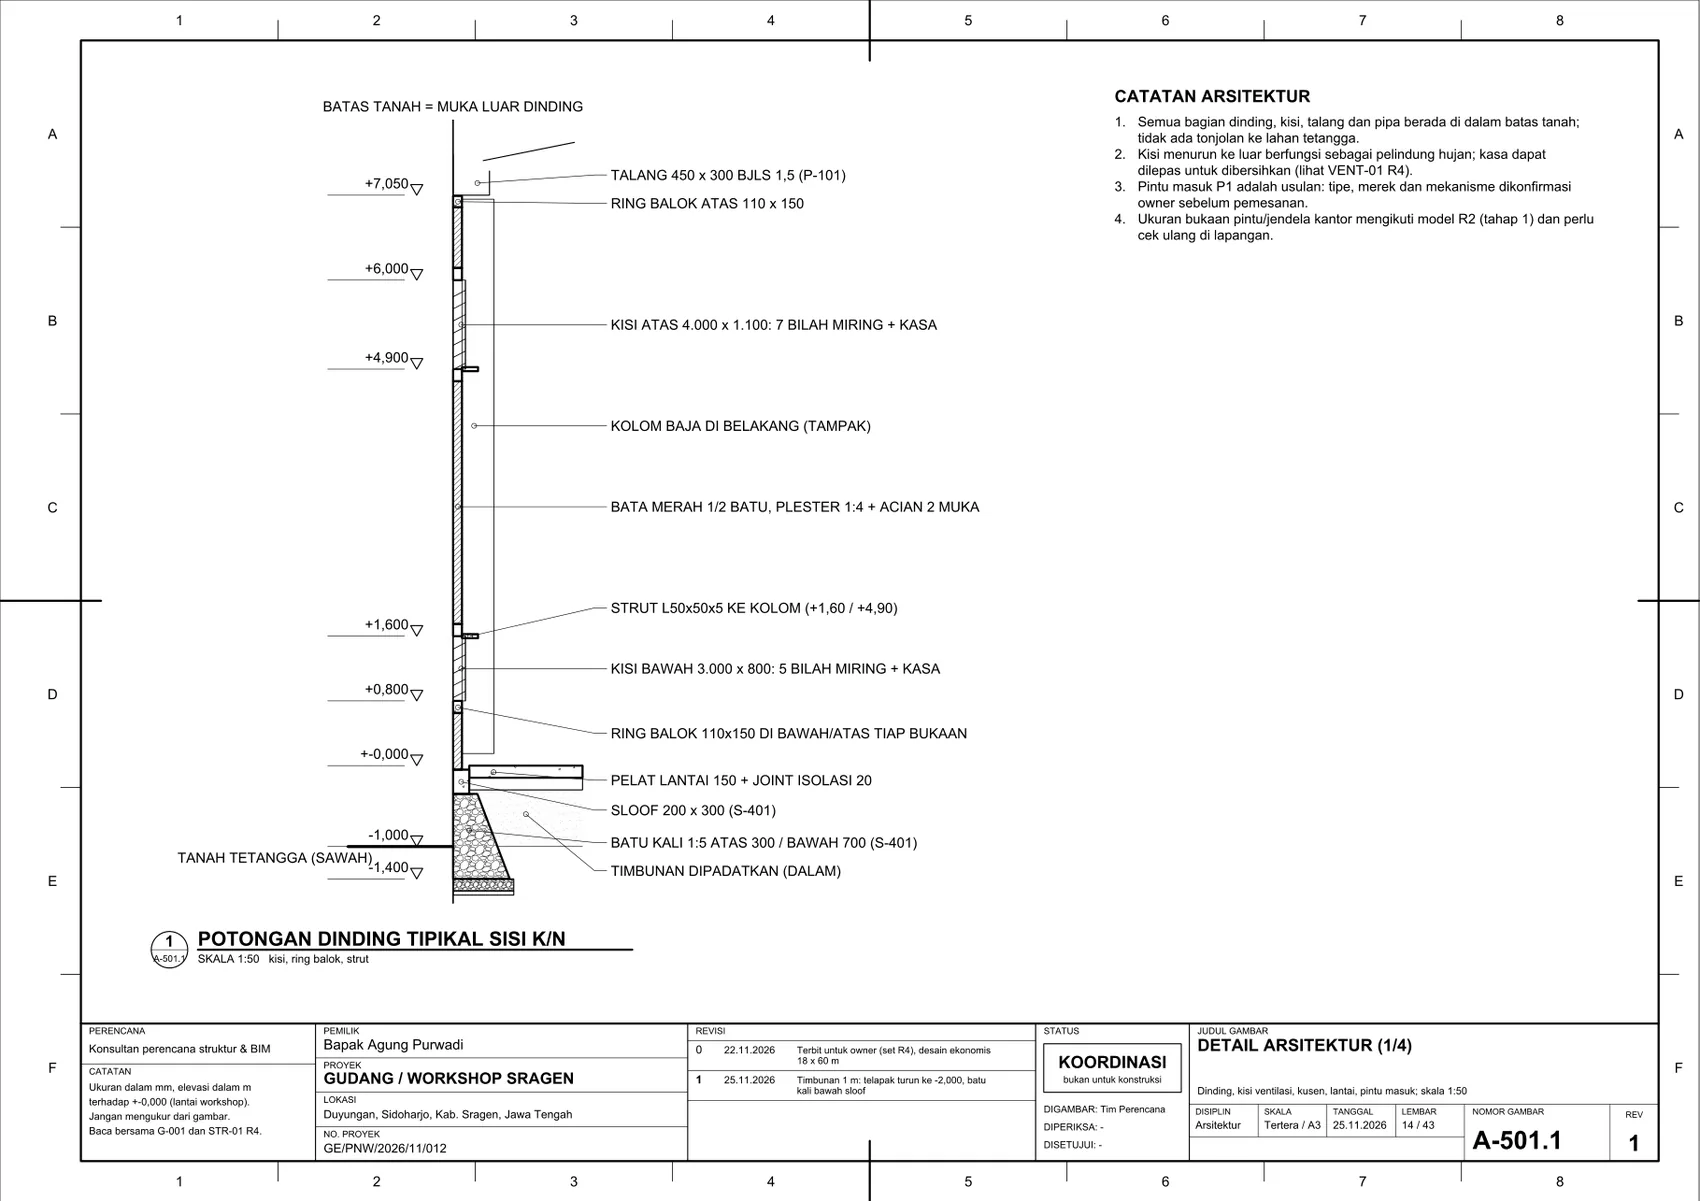 1 2 3 4 5 6 7 8
A A
B B
C C
D D
E E
F F
BATAS TANAH = MUKA LUAR DINDING
+7,050
+6,000
+4,900
+1,600
+0,800
+-0,000
-1,000
TANAH TETANGGA (SAWAH)
-1,400
TALANG 450 x 300 BJLS 1,5 (P-101)
RING BALOK ATAS 110 x 150
KISI ATAS 4.000 x 1.100: 7 BILAH MIRING + KASA
KOLOM BAJA DI BELAKANG (TAMPAK)
BATA MERAH 1/2 BATU, PLESTER 1:4 + ACIAN 2 MUKA
STRUT L50x50x5 KE KOLOM (+1,60 / +4,90)
KISI BAWAH 3.000 x 800: 5 BILAH MIRING + KASA
RING BALOK 110x150 DI BAWAH/ATAS TIAP BUKAAN
PELAT LANTAI 150 + JOINT ISOLASI 20
SLOOF 200 x 300 (S-401)
BATU KALI 1:5 ATAS 300 / BAWAH 700 (S-401)
TIMBUNAN DIPADATKAN (DALAM)
CATATAN ARSITEKTUR
1. Semua bagian dinding, kisi, talang dan pipa berada di dalam batas tanah;
tidak ada tonjolan ke lahan tetangga.
2. Kisi menurun ke luar berfungsi sebagai pelindung hujan; kasa dapat
dilepas untuk dibersihkan (lihat VENT-01 R4).
3. Pintu masuk P1 adalah usulan: tipe, merek dan mekanisme dikonfirmasi
owner sebelum pemesanan.
4. Ukuran bukaan pintu/jendela kantor mengikuti model R2 (tahap 1) dan perlu
cek ulang di lapangan.
1
A-501.1
POTONGAN DINDING TIPIKAL SISI K/N
SKALA 1:50 kisi, ring balok, strut
PERENCANA
Konsultan perencana struktur & BIM
CATATAN
Ukuran dalam mm, elevasi dalam m
terhadap +-0,000 (lantai workshop).
Jangan mengukur dari gambar.
Baca bersama G-001 dan STR-01 R4.
PEMILIK
Bapak Agung Purwadi
PROYEK
GUDANG / WORKSHOP SRAGEN
LOKASI
Duyungan, Sidoharjo, Kab. Sragen, Jawa Tengah
NO. PROYEK
GE/PNW/2026/11/012
REVISI
0 22.11.2026 Terbit untuk owner (set R4), desain ekonomis
18 x 60 m
1 25.11.2026 Timbunan 1 m: telapak turun ke -2,000, batu
kali bawah sloof
STATUS
KOORDINASI
bukan untuk konstruksi
DIGAMBAR: Tim Perencana
DIPERIKSA: -
DISETUJUI: -
JUDUL GAMBAR
DETAIL ARSITEKTUR (1/4)
Dinding, kisi ventilasi, kusen, lantai, pintu masuk; skala 1:50
DISIPLIN
Arsitektur
SKALA
Tertera / A3
TANGGAL
25.11.2026
LEMBAR
14 / 43
NOMOR GAMBAR
A-501.1
REV
1
1 2 3 4 5 6 7 8